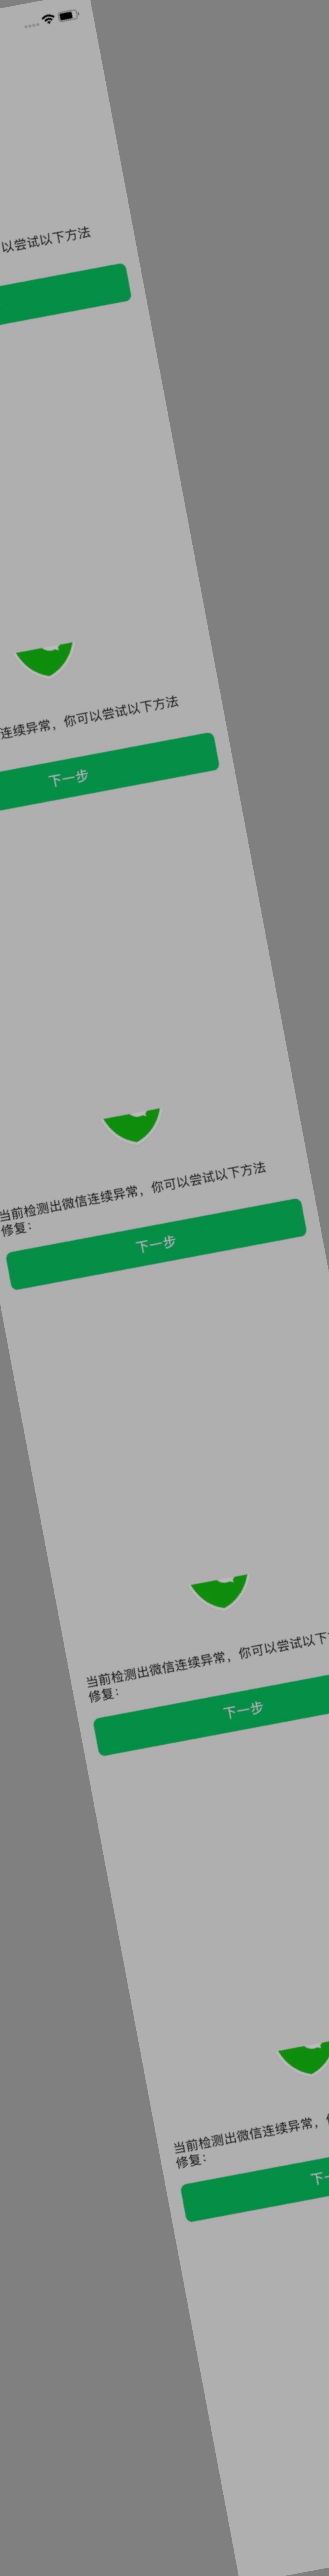 以尝试以下方法
连续异常，你可以尝试以下方法
下一步
当前检测出微信连续异常，你可以尝试以下方法
修复：
下一步
当前检测出微信连续异常，你可以尝试以下
修复：
下一步
当前检测出微信连续异常，
修复：
下一